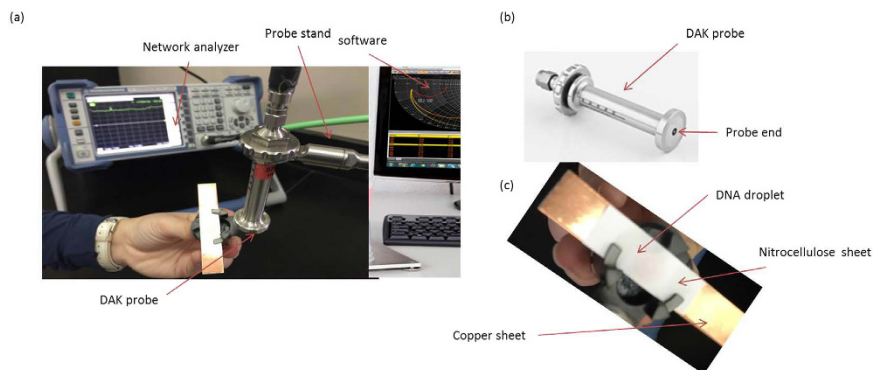 (a)
Network analyzer
Probe stand
software
DAK probe
(b)
DAK probe
Probe end
(c)
DNA droplet
Nitrocellulose sheet
Copper sheet